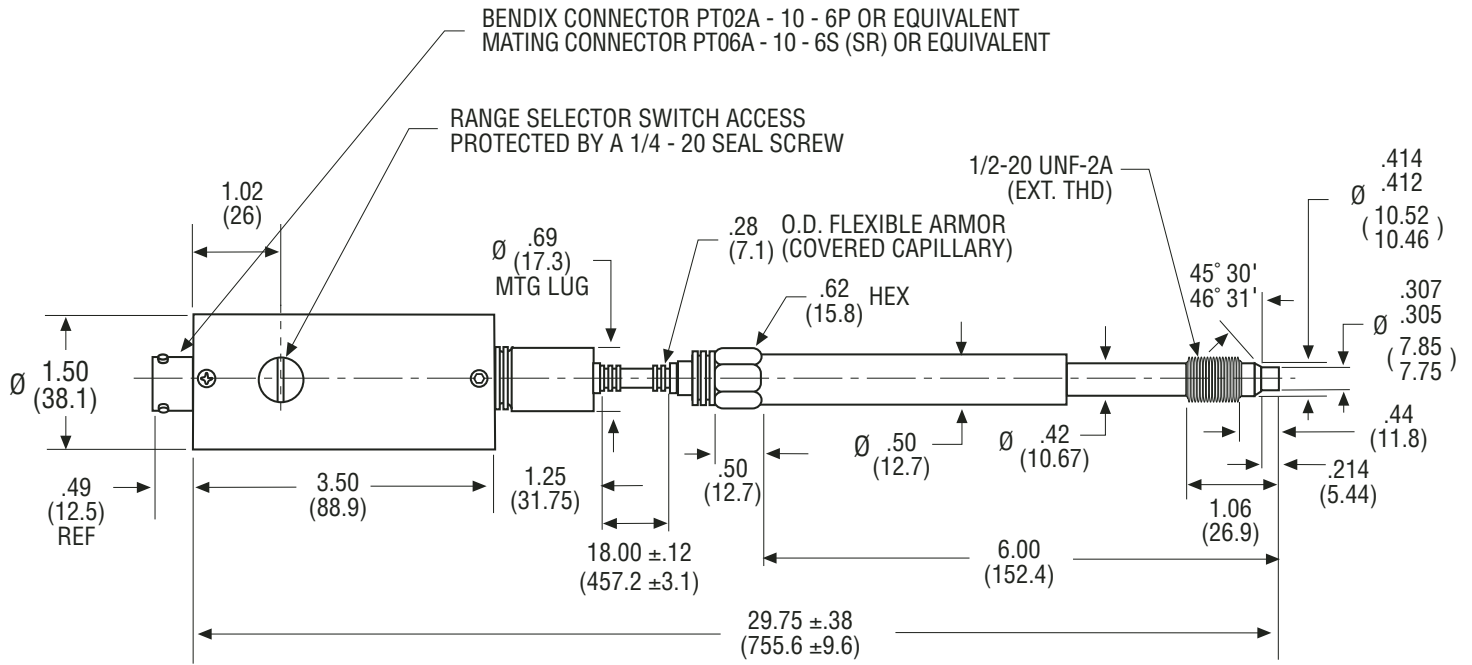 BENDIX CONNECTOR PT02A - 10 - 6P OR EQUIVALENT
MATING CONNECTOR PT06A - 10 - 6S (SR) OR EQUIVALENT
RANGE SELECTOR SWITCH ACCESS
PROTECTED BY A 1/4 - 20 SEAL SCREW
1/2-20 UNF-2A
(EXT. THD)
.414
.412
Ø
(10.52
10.46)
1.02
(26)
Ø .69
(17.3)
MTG LUG
.28 O.D. FLEXIBLE ARMOR
(7.1) (COVERED CAPILLARY)
.62 HEX
(15.8)
45° 30'
46° 31'
.307
.305
Ø
(7.85
7.75)
Ø 1.50
(38.1)
.49
(12.5)
REF
3.50
(88.9)
1.25
(31.75)
18.00 ±.12
(457.2 ±3.1)
.50
(12.7)
Ø .50
(12.7)
Ø .42
(10.67)
.44
(11.8)
.214
(5.44)
1.06
(26.9)
6.00
(152.4)
29.75 ±.38
(755.6 ±9.6)